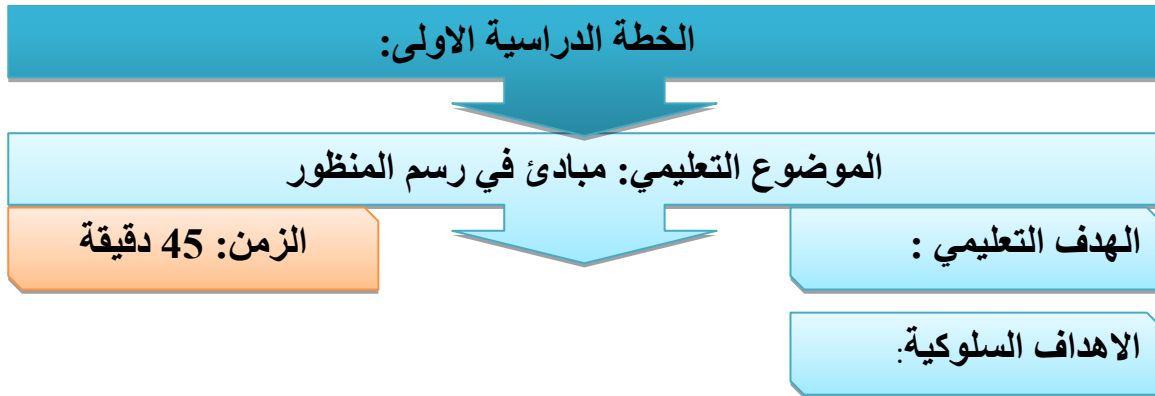 الخطة الدراسية الاولى:
الموضوع التعليمي: مبادئ في رسم المنظور
الهدف التعليمي :
الزمن: 45 دقيقة
الاهداف السلوكية: